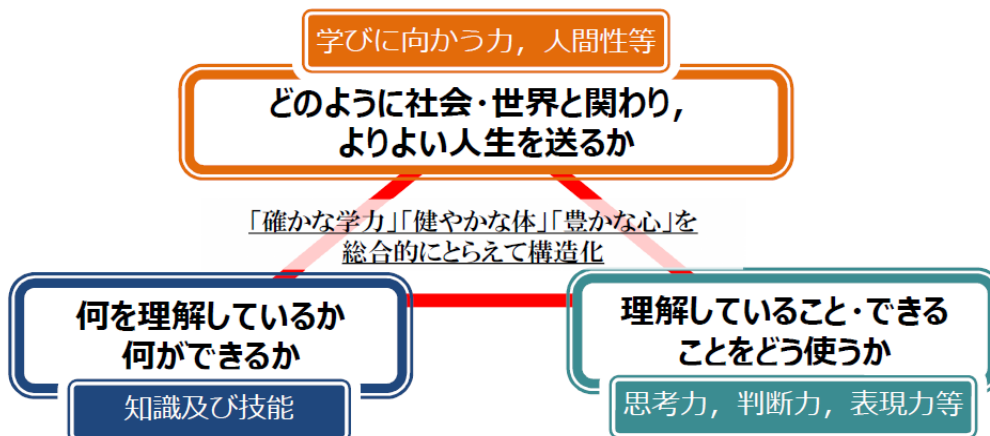 学びに向かう力，人間性等
どのように社会・世界と関わり，
よりよい人生を送るか
「確かな学力」「健やかな体」「豊かな心」を
総合的にとらえて構造化
何を理解しているか
何ができるか
知識及び技能
理解していること・できる
ことをどう使うか
思考力，判断力，表現力等